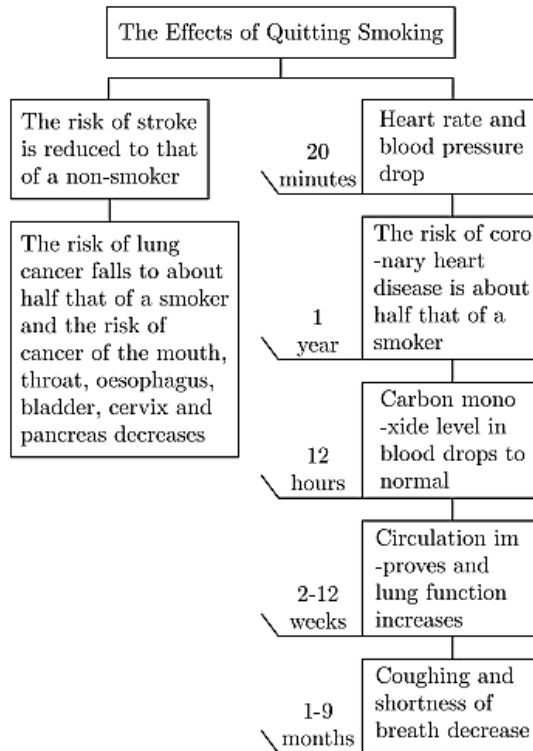 The Effects of Quitting Smoking
The risk of stroke
is reduced to that
of a non-smoker
The risk of lung
cancer falls to about
half that of a smoker
and the risk of
cancer of the mouth,
throat, oesophagus,
bladder, cervix and
pancreas decreases
20
minutes
Heart rate and
blood pressure
drop
1
year
The risk of coro
-nary heart
disease is about
half that of a
smoker
12
hours
Carbon mono
-xide level in
blood drops to
normal
2-12
weeks
Circulation im
-proves and
lung function
increases
1-9
months
Coughing and
shortness of
breath decrease